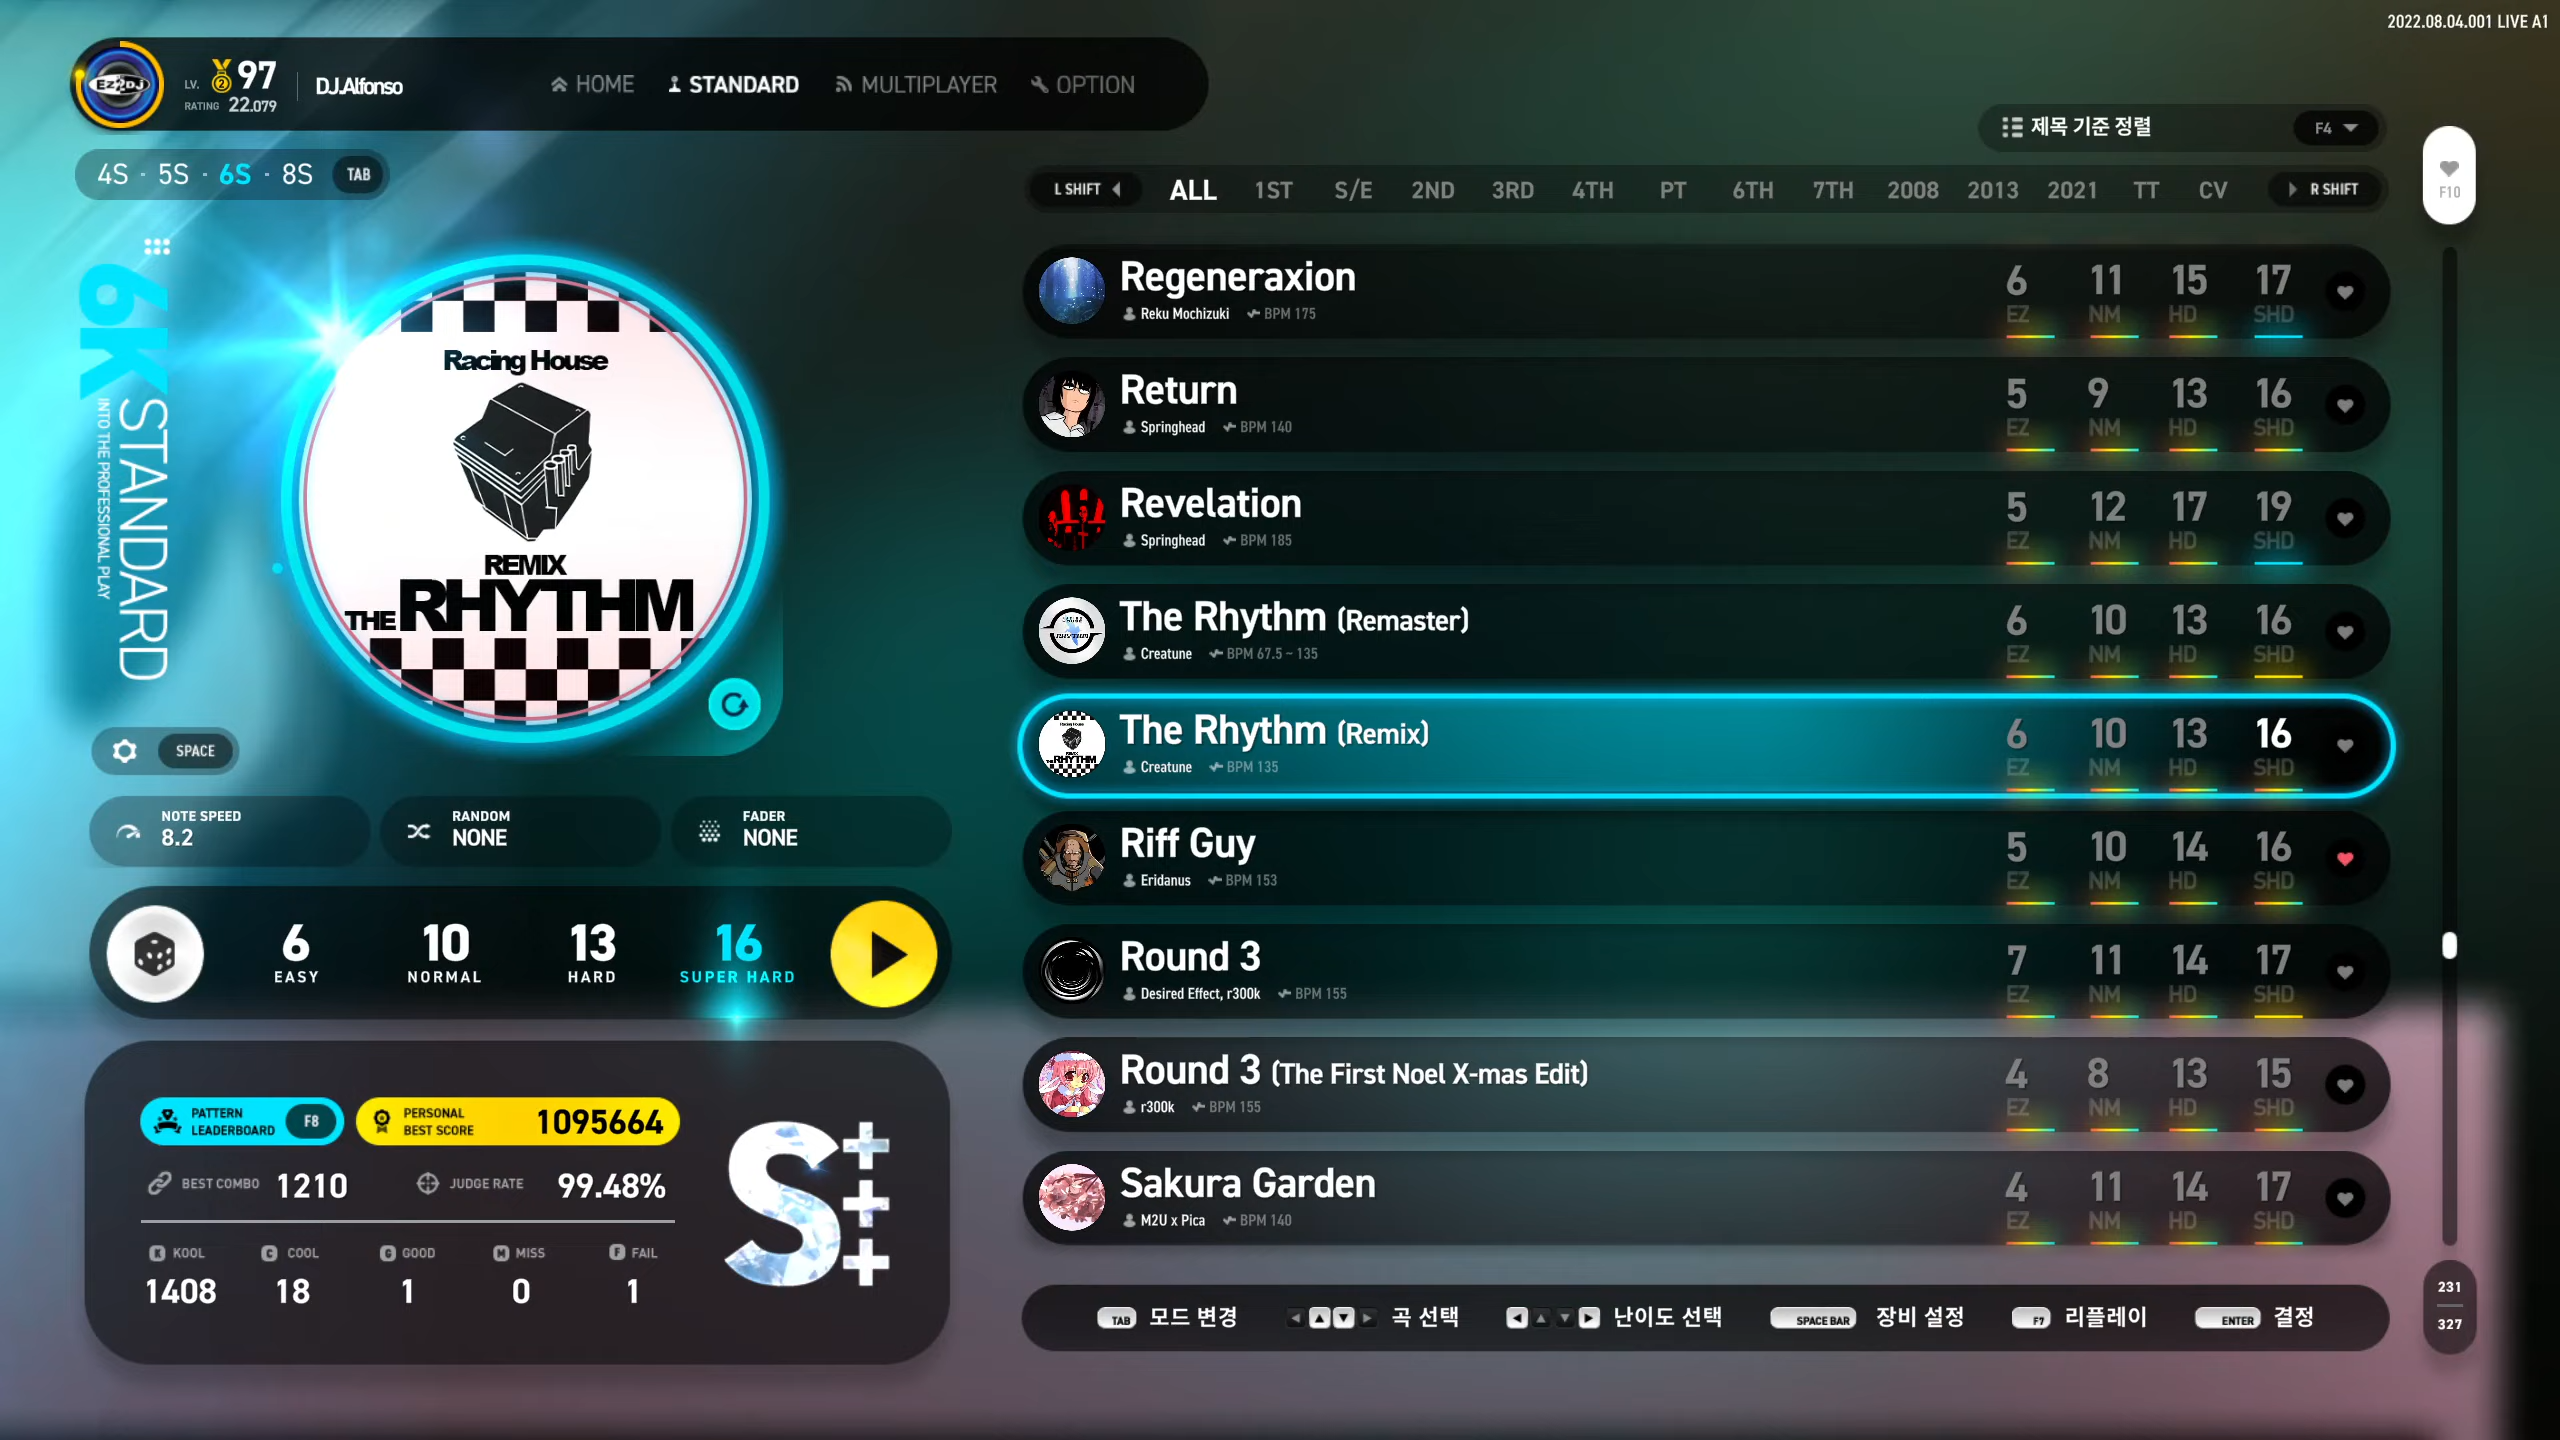 2022.08.04.001 LIVE A1
EZ2DJ
LV. 2 97
RATING 22.079
DJ.Alfonso
HOME STANDARD MULTIPLAYER OPTION
제목 기준 정렬 F4
4S · 5S · 6S · 8S TAB
L SHIFT ALL 1ST S/E 2ND 3RD 4TH PT 6TH 7TH 2008 2013 2021 TT CV R SHIFT
F10
6K STANDARD
INTO THE PROFESSIONAL PLAY
Racing House
REMIX
THE RHYTHM
SPACE
NOTE SPEED
8.2
RANDOM
NONE
FADER
NONE
6 10 13 16
EASY NORMAL HARD SUPER HARD
PATTERN LEADERBOARD F8
PERSONAL BEST SCORE 1095664
BEST COMBO 1210 JUDGE RATE 99.48%
S+++
K KOOL C COOL G GOOD M MISS F FAIL
1408 18 1 0 1
Regeneraxion 6 11 15 17
Reku Mochizuki BPM 175 EZ NM HD SHD
Return 5 9 13 16
Springhead BPM 140 EZ NM HD SHD
Revelation 5 12 17 19
Springhead BPM 185 EZ NM HD SHD
The Rhythm (Remaster) 6 10 13 16
Creatune BPM 67.5 ~ 135 EZ NM HD SHD
The Rhythm (Remix) 6 10 13 16
Creatune BPM 135 EZ NM HD SHD
Riff Guy 5 10 14 16
Eridanus BPM 153 EZ NM HD SHD
Round 3 7 11 14 17
Desired Effect, r300k BPM 155 EZ NM HD SHD
Round 3 (The First Noel X-mas Edit) 4 8 13 15
r300k BPM 155 EZ NM HD SHD
Sakura Garden 4 11 14 17
M2U x Pica BPM 140 EZ NM HD SHD
TAB 모드 변경 곡 선택 난이도 선택 SPACE BAR 장비 설정 F7 리플레이 ENTER 결정
231
327